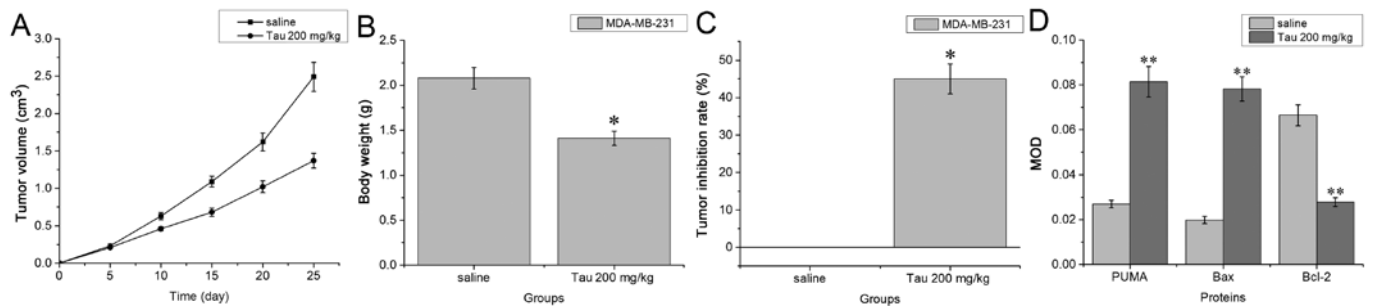 A
saline
Tau 200 mg/kg
Tumor volume (cm³)
3.0
2.5
2.0
1.5
1.0
0.5
0.0
0 5 10 15 20 25
Time (day)
B
MDA-MB-231
Body weight (g)
2.5
2.0
1.5
1.0
0.5
0.0
*
saline Tau 200 mg/kg
Groups
C
MDA-MB-231
Tumor inhibition rate (%)
50
40
30
20
10
0
*
saline Tau 200 mg/kg
Groups
D
saline
Tau 200 mg/kg
MOD
0.10
0.08
0.06
0.04
0.02
0.00
** ** **
PUMA Bax Bcl-2
Proteins